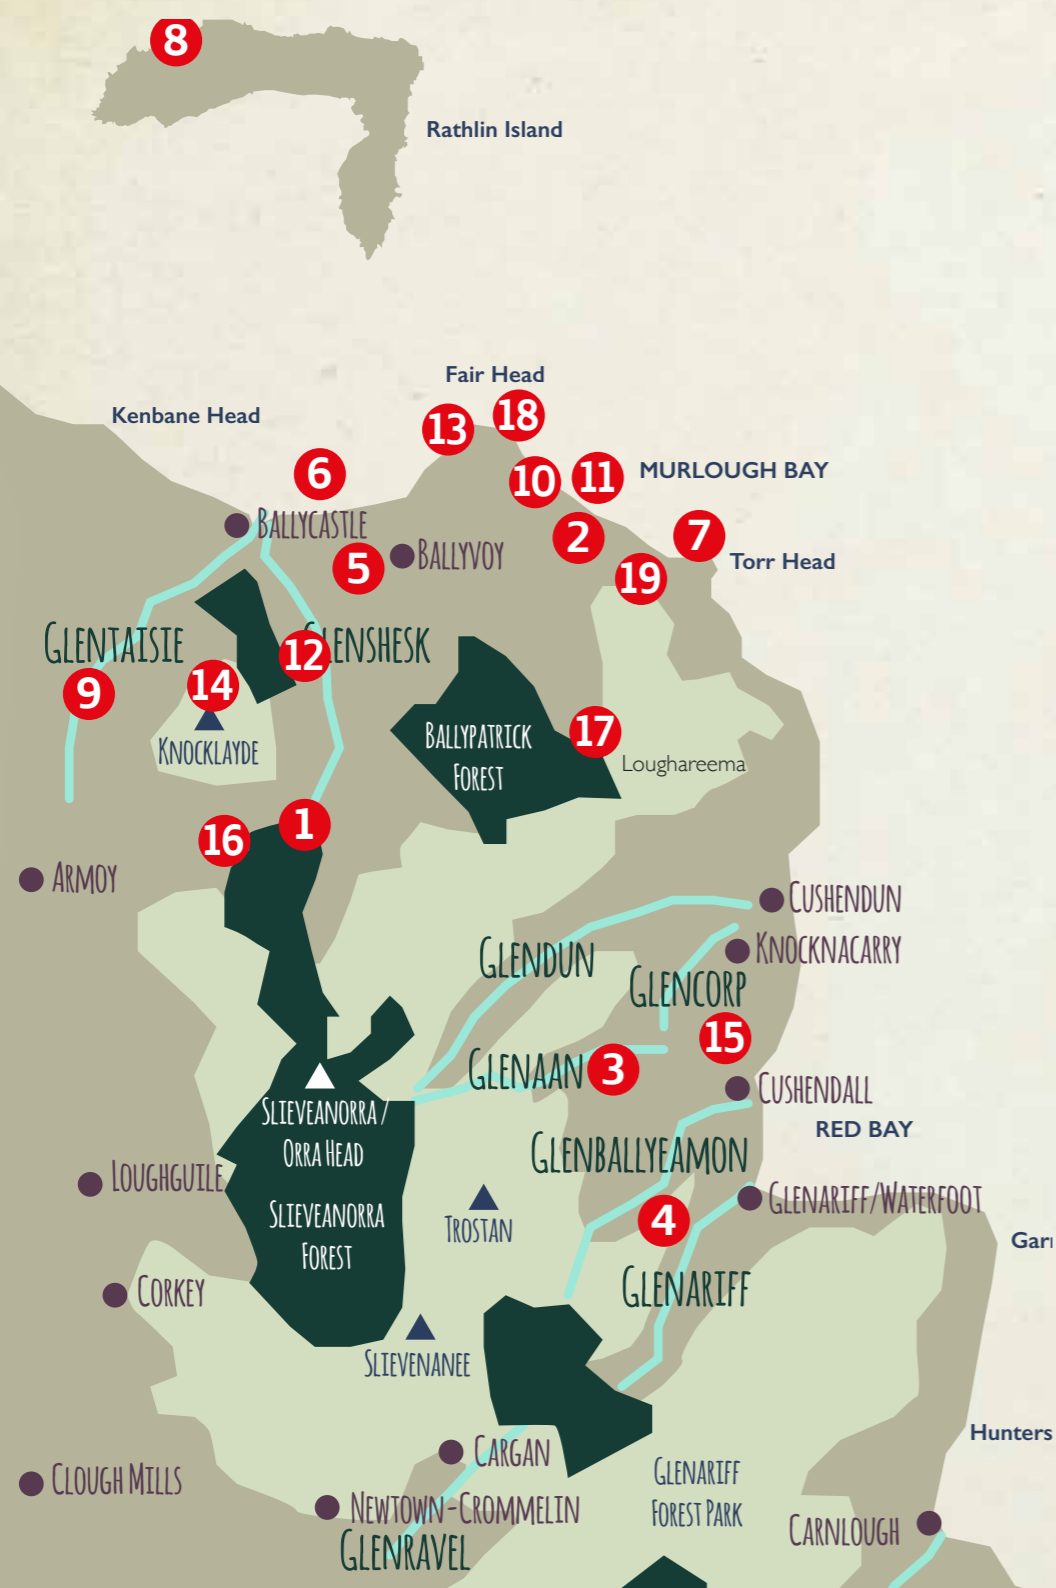 8
Rathlin Island
Fair Head
Kenbane Head
13
18
6
10
11
MURLOUGH BAY
BALLYCASTLE
2
7
5
BALLYVOY
Torr Head
19
GLENTAISIE
12
GLENSHESK
9
14
KNOCKLAYDE
BALLYPATRICK
FOREST
17
Loughareema
16
1
ARMOY
CUSHENDUN
KNOCKNACARRY
GLENDUN
GLENCORP
15
GLENAAN
3
CUSHENDALL
SLIEVEANORRA /
ORRA HEAD
RED BAY
GLENBALLYEAMON
LOUGHGUILE
GLENARIFF/WATERFOOT
SLIEVEANORRA
FOREST
TROSTAN
4
CORKEY
GLENARIFF
SLIEVENANEE
Hunters
CARGAN
CLOUGH MILLS
GLENARIFF
FOREST PARK
NEWTOWN-CROMMELIN
GLENRAVEL
CARNLOUGH